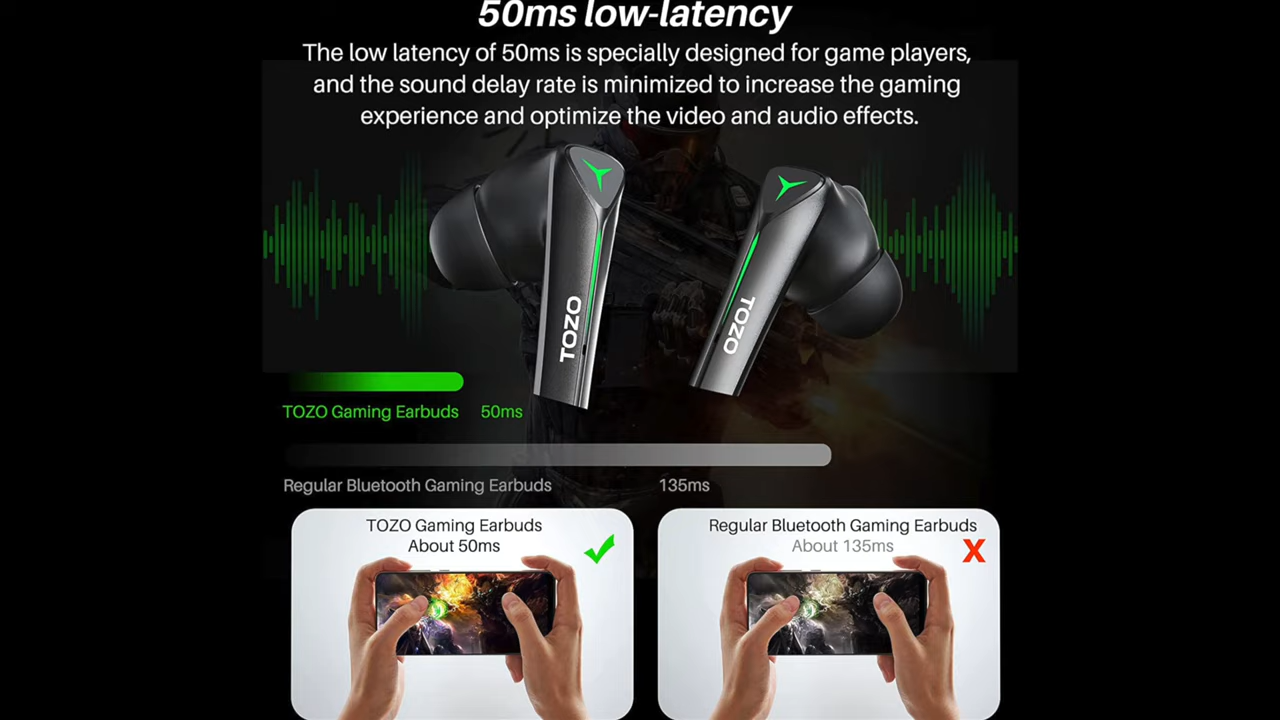 50ms low-latency
The low latency of 50ms is specially designed for game players,
and the sound delay rate is minimized to increase the gaming
experience and optimize the video and audio effects.
TOZO
TOZO
TOZO Gaming Earbuds 50ms
Regular Bluetooth Gaming Earbuds 135ms
TOZO Gaming Earbuds
About 50ms
Regular Bluetooth Gaming Earbuds
About 135ms